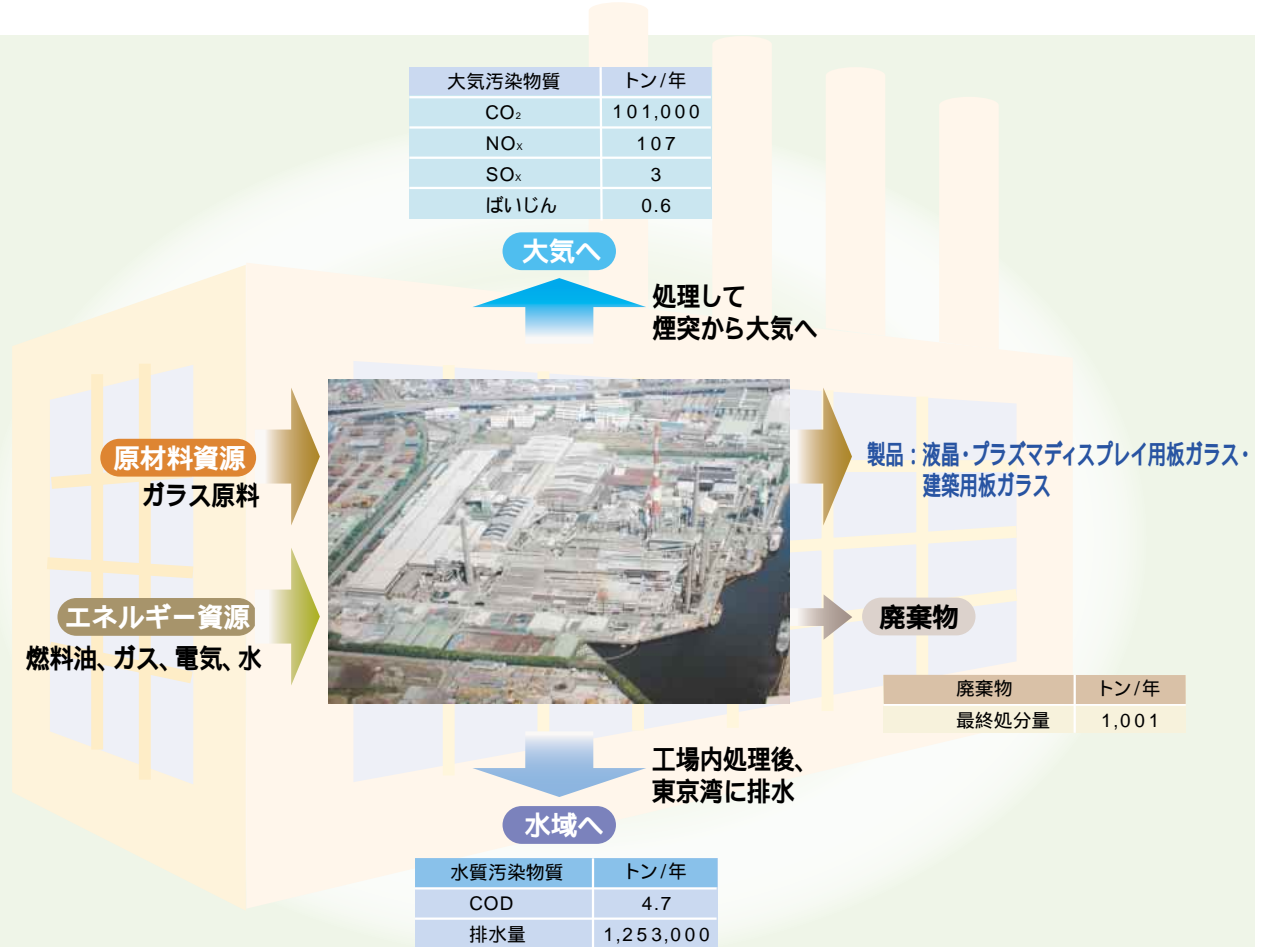 大気汚染物質 トン/年
CO₂ 101,000
NOx 107
SOx 3
ばいじん 0.6
大気へ
処理して
煙突から大気へ
原材料資源
ガラス原料
エネルギー資源
燃料油、ガス、電気、水
製品：液晶・プラズマディスプレイ用板ガラス・
建築用板ガラス
廃棄物
廃棄物 トン/年
最終処分量 1,001
工場内処理後、
東京湾に排水
水域へ
水質汚染物質 トン/年
COD 4.7
排水量 1,253,000